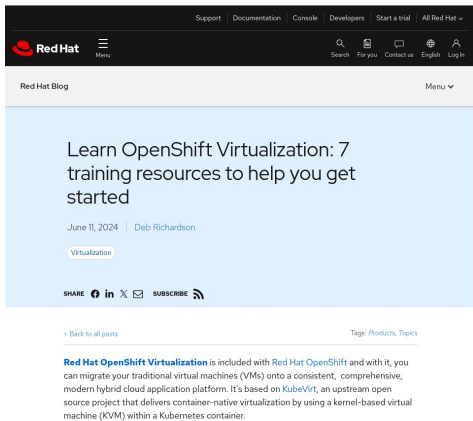 Support Documentation Console Developers Start a trial All Red Hat
Red Hat
Menu
Search For you Contact us English Log In
Red Hat Blog Menu
Learn OpenShift Virtualization: 7
training resources to help you get
started
June 11, 2024 Deb Richardson
Virtualization
SHARE SUBSCRIBE
< Back to all posts Tags: Products, Topics
Red Hat OpenShift Virtualization is included with Red Hat OpenShift and with it, you
can migrate your traditional virtual machines (VMs) onto a consistent, comprehensive,
modern hybrid cloud application platform. It's based on KubeVirt, an upstream open
source project that delivers container-native virtualization by using a kernel-based virtual
machine (KVM) within a Kubernetes container.